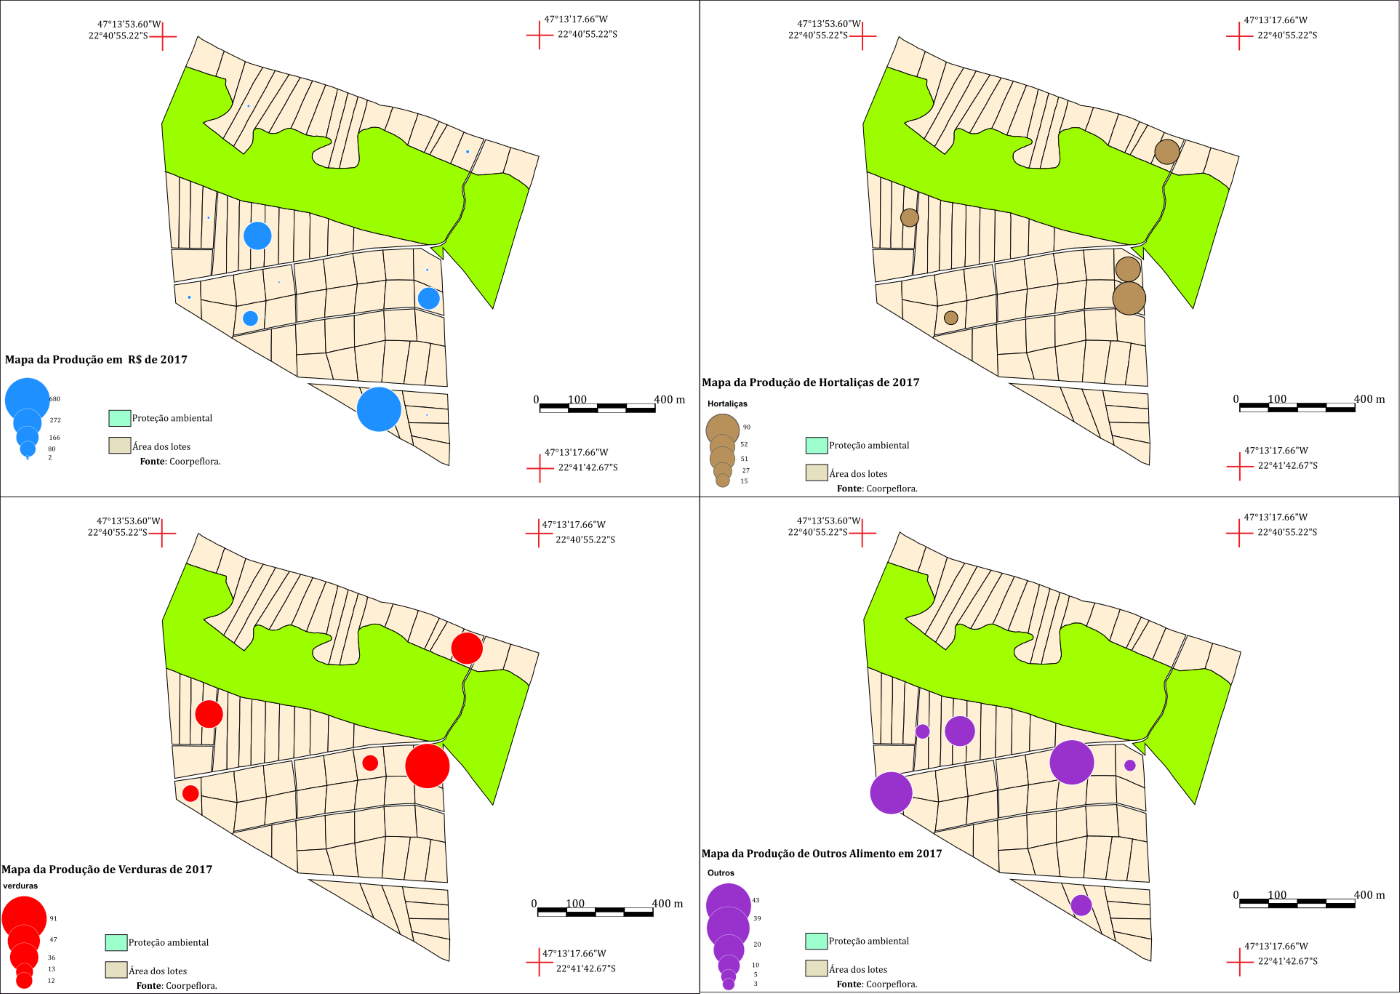 47°13'53.60"W
22°40'55.22"S
47°13'17.66"W
22°40'55.22"S
Mapa da Produção em R$ de 2017
680
272
166
80
2
Proteção ambiental
Área dos lotes
Fonte: Coorpeflora.
0 100 400 m
47°13'17.66"W
22°41'42.67"S
47°13'53.60"W
22°40'55.22"S
47°13'17.66"W
22°40'55.22"S
Mapa da Produção de Hortaliças de 2017
Hortaliças
90
52
51
27
15
Proteção ambiental
Área dos lotes
Fonte: Coorpeflora.
0 100 400 m
47°13'17.66"W
22°41'42.67"S
47°13'53.60"W
22°40'55.22"S
47°13'17.66"W
22°40'55.22"S
Mapa da Produção de Verduras de 2017
verduras
91
47
36
13
12
Proteção ambiental
Área dos lotes
Fonte: Coorpeflora.
0 100 400 m
47°13'17.66"W
22°41'42.67"S
47°13'53.60"W
22°40'55.22"S
47°13'17.66"W
22°40'55.22"S
Mapa da Produção de Outros Alimento em 2017
Outros
43
39
20
10
5
3
Proteção ambiental
Área dos lotes
Fonte: Coorpeflora.
0 100 400 m
47°13'17.66"W
22°41'42.67"S